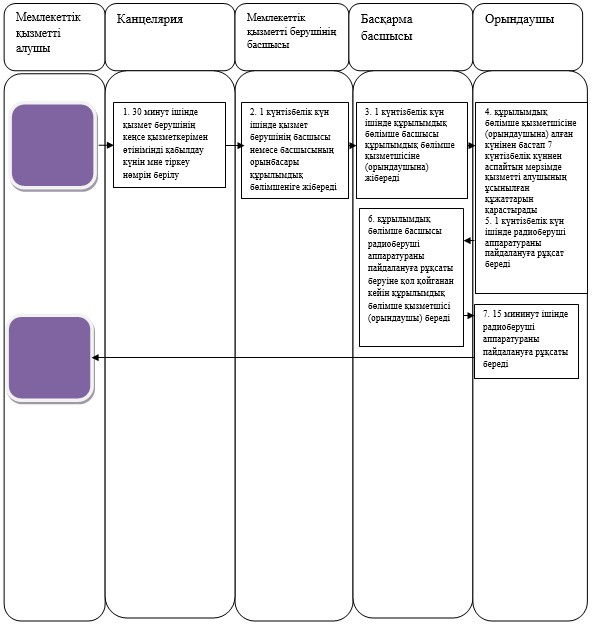 Мемлекеттік
қызметті
алушы
Канцелярия
Мемлекеттік
қызметті берушінің
басшысы
Басқарма
басшысы
Орындаушы
1. 30 минут ішінде
қызмет берушінің
кеңсе қызметкерімен
өтінімінді қабылдау
күнін мне тіркеу
нөмрін берілу
2. 1 күнтізбелік күн
ішінде қызмет
берушінің басшысы
немесе басшысының
орынбасары
құрылымдық
бөлімшеніге жібереді
3. 1 күнтізбелік күн
ішінде құрылымдық
бөлімше басшысы
құрылымдық бөлімше
қызметшісіне
(орындаушына)
жібереді
4. құрылымдық
бөлімше қызметшісіне
(орындаушына) алған
күнінен бастап 7
күнтізбелік күннен
аспайтын мерзімде
қызметті алушының
ұсынылған
құжаттарын
қарастырады
5. 1 күнтізбелік күн
ішінде радиоберуші
аппаратураны
пайдалануға рұқсат
береді
6. құрылымдық
бөлімше басшысы
радиоберуші
аппаратураны
пайдалануға рұқсаты
беруіне қол қойғанан
кейін құрылымдық
бөлімше қызметшісі
(орындаушы) береді
7. 15 мининут ішінде
радиоберуші
аппаратураны
пайдалануға рұқсаты
береді